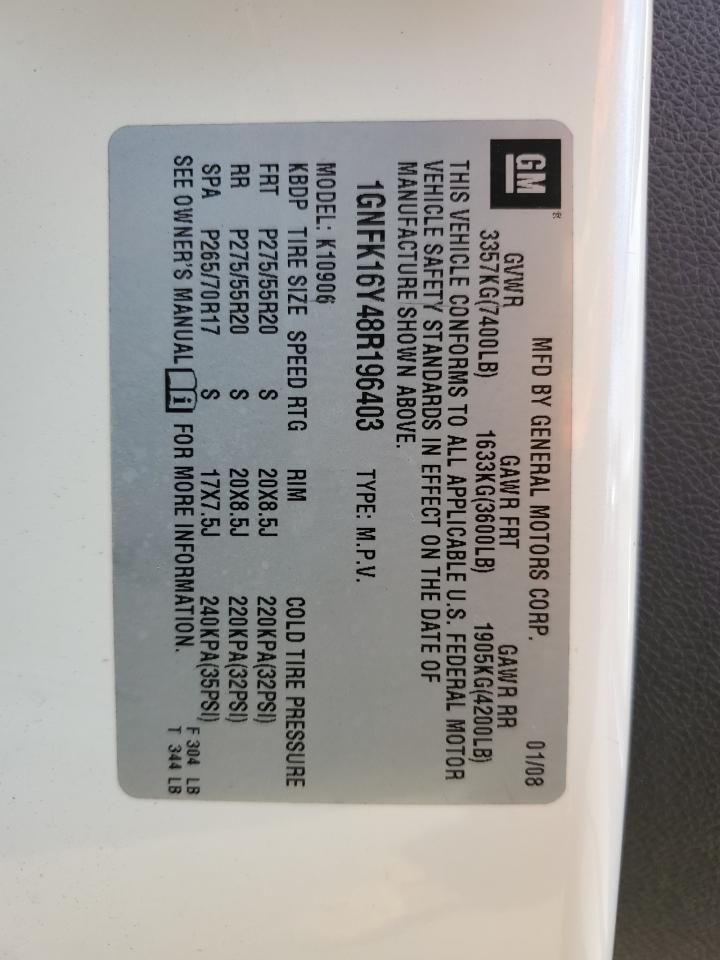 GM®
MFD BY GENERAL MOTORS CORP. 01/08
GVWR GAWR FRT GAWR RR
3357KG(7400LB) 1633KG(3600LB) 1905KG(4200LB)
THIS VEHICLE CONFORMS TO ALL APPLICABLE U.S. FEDERAL MOTOR
VEHICLE SAFETY STANDARDS IN EFFECT ON THE DATE OF
MANUFACTURE SHOWN ABOVE.
1GNFK16Y48R196403 TYPE: M.P.V.
MODEL: K10906
KBDP TIRE SIZE SPEED RTG RIM COLD TIRE PRESSURE
FRT P275/55R20 S 20X8.5J 220KPA(32PSI)
RR P275/55R20 S 20X8.5J 220KPA(32PSI)
SPA P265/70R17 S 17X7.5J 240KPA(35PSI)
F 304 LB
SEE OWNER'S MANUAL i FOR MORE INFORMATION. T 344 LB